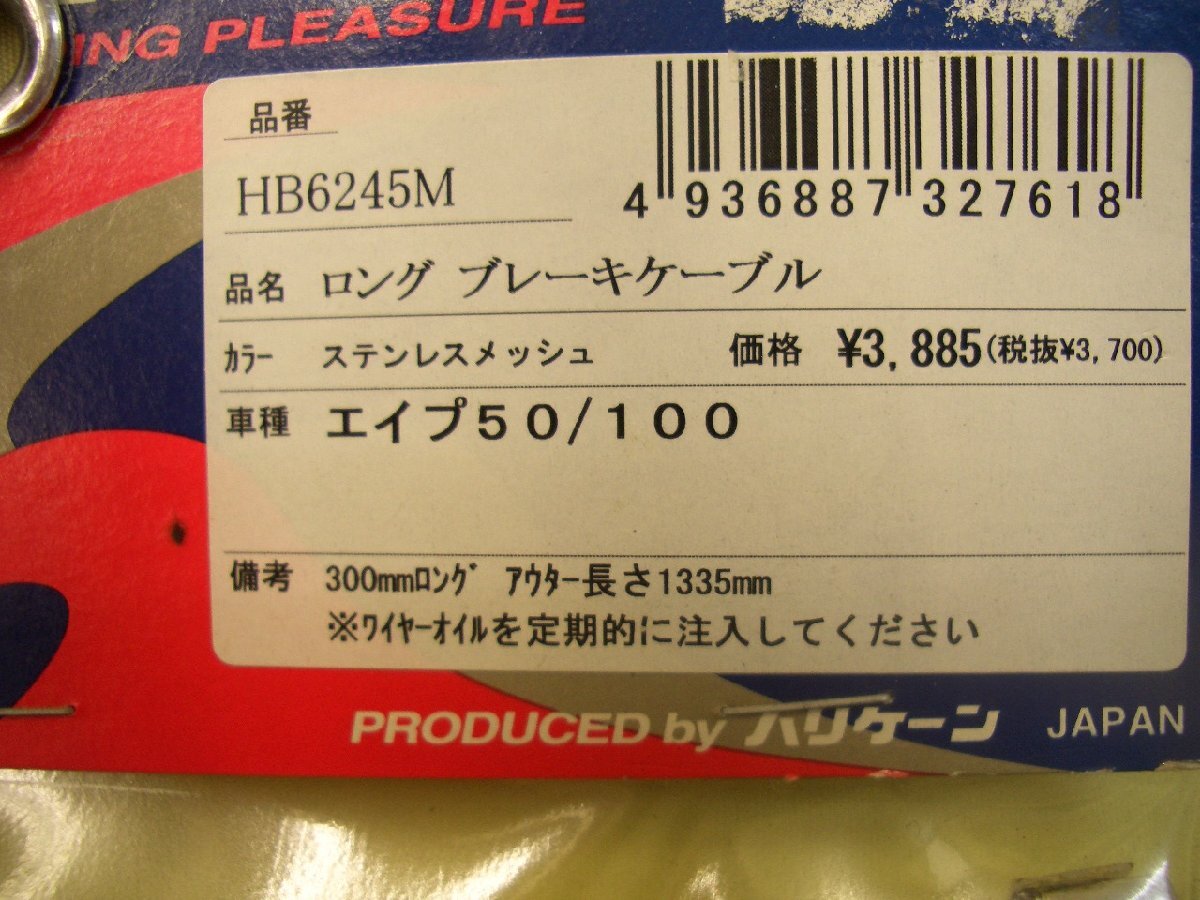 ING PLEASURE
品番
HB6245M
4 936887 327618
品名 ロング ブレーキケーブル
ｶﾗｰ ステンレスメッシュ 価格 ¥3,885(税抜¥3,700)
車種 エイプ５０/１００
備考 300mmﾛﾝｸﾞ ｱｳﾀｰ長さ1335mm
※ﾜｲﾔｰｵｲﾙを定期的に注入してください
PRODUCED by ハリケーン JAPAN